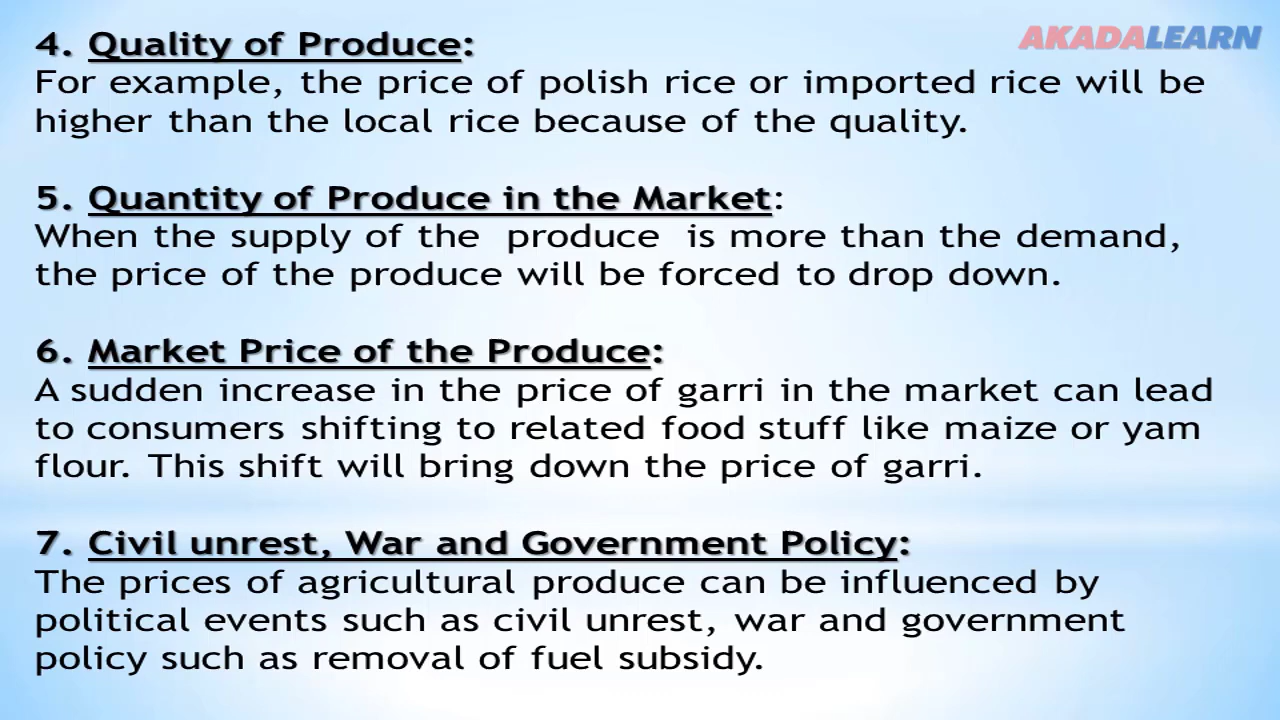 AKADALEARN
4. Quality of Produce:
For example, the price of polish rice or imported rice will be
higher than the local rice because of the quality.
5. Quantity of Produce in the Market:
When the supply of the produce is more than the demand,
the price of the produce will be forced to drop down.
6. Market Price of the Produce:
A sudden increase in the price of garri in the market can lead
to consumers shifting to related food stuff like maize or yam
flour. This shift will bring down the price of garri.
7. Civil unrest, War and Government Policy:
The prices of agricultural produce can be influenced by
political events such as civil unrest, war and government
policy such as removal of fuel subsidy.